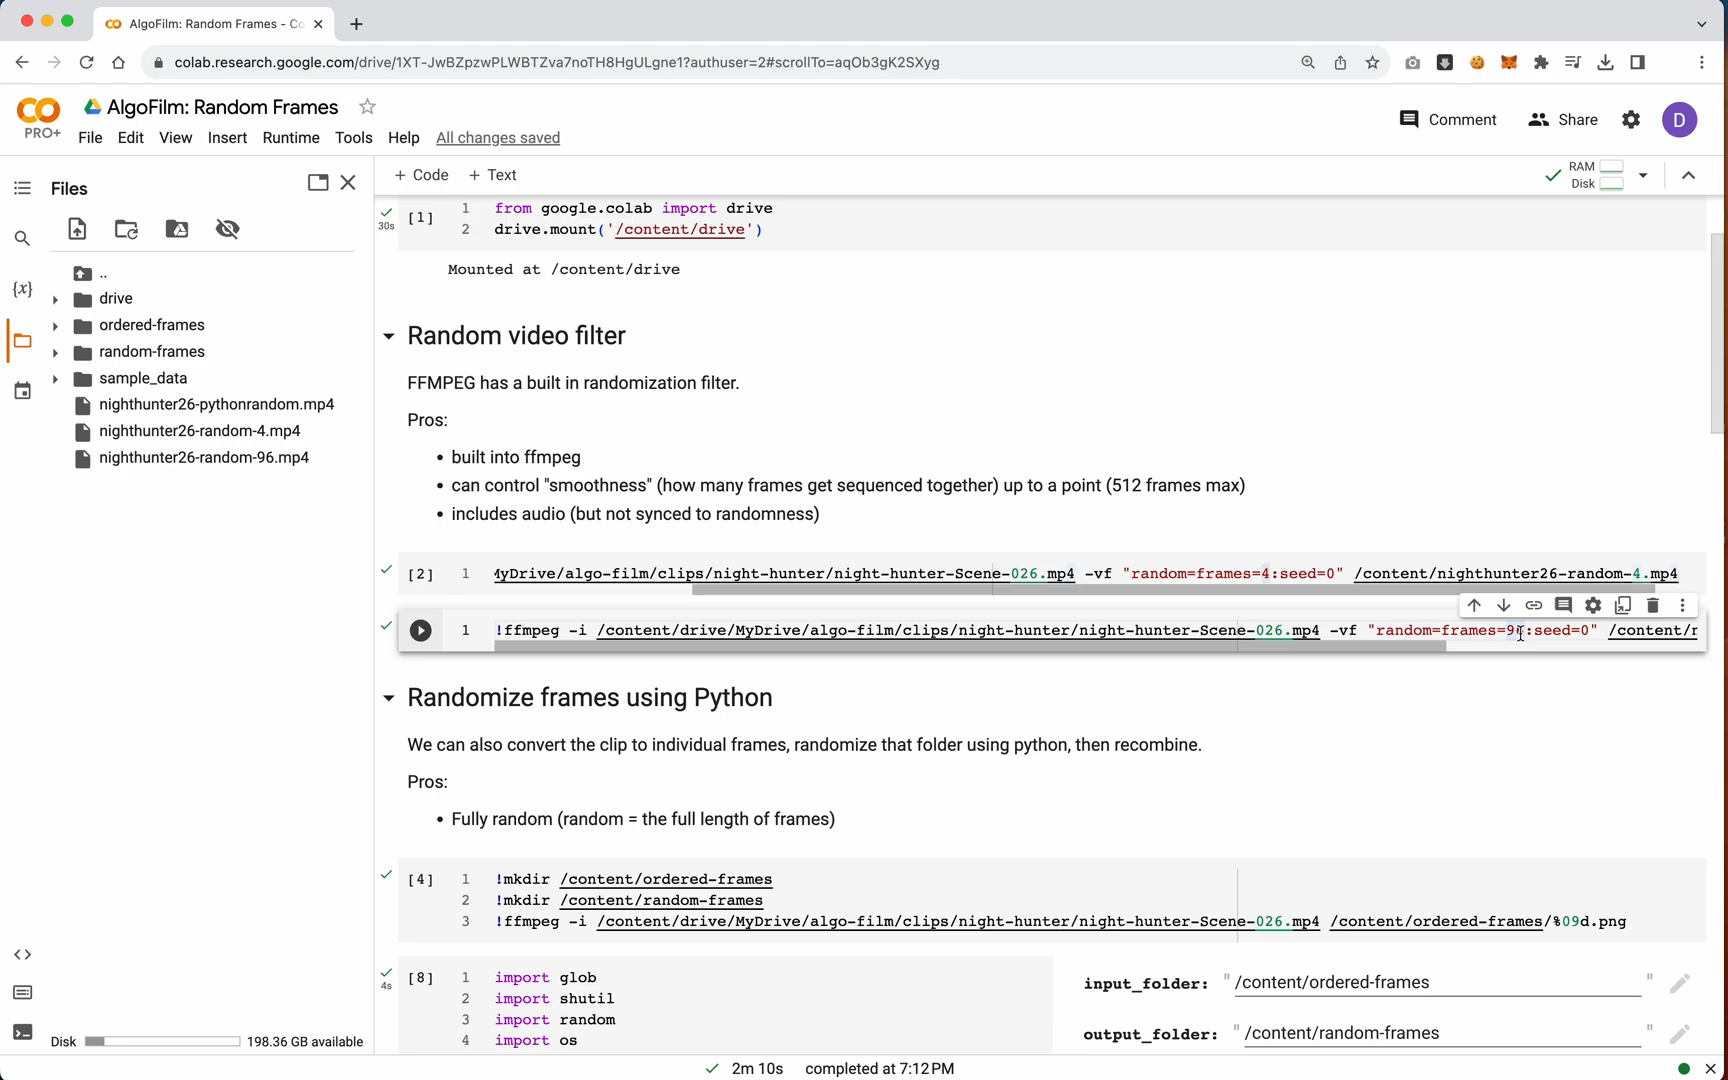 AlgoFilm: Random Frames - Co
colab.research.google.com/drive/1XT-JwBZpzwPLWBTZva7noTH8HgULgne1?authuser=2#scrollTo=aqOb3gK2SXyg
CO
PRO+
AlgoFilm: Random Frames
File Edit View Insert Runtime Tools Help All changes saved
Comment Share D
Files
+ Code + Text
RAM
Disk
..
drive
ordered-frames
random-frames
sample_data
nighthunter26-pythonrandom.mp4
nighthunter26-random-4.mp4
nighthunter26-random-96.mp4
{x}
Disk 198.36 GB available
30s
[1] 1 from google.colab import drive
2 drive.mount('/content/drive')
Mounted at /content/drive
Random video filter
FFMPEG has a built in randomization filter.
Pros:
• built into ffmpeg
• can control "smoothness" (how many frames get sequenced together) up to a point (512 frames max)
• includes audio (but not synced to randomness)
[2] 1 MyDrive/algo-film/clips/night-hunter/night-hunter-Scene-026.mp4 -vf "random=frames=4:seed=0" /content/nighthunter26-random-4.mp4
1 !ffmpeg -i /content/drive/MyDrive/algo-film/clips/night-hunter/night-hunter-Scene-026.mp4 -vf "random=frames=96:seed=0" /content/n
Randomize frames using Python
We can also convert the clip to individual frames, randomize that folder using python, then recombine.
Pros:
• Fully random (random = the full length of frames)
[4] 1 !mkdir /content/ordered-frames
2 !mkdir /content/random-frames
3 !ffmpeg -i /content/drive/MyDrive/algo-film/clips/night-hunter/night-hunter-Scene-026.mp4 /content/ordered-frames/%09d.png
4s
[8] 1 import glob
2 import shutil
3 import random
4 import os
input_folder: "/content/ordered-frames"
output_folder: "/content/random-frames"
2m 10s completed at 7:12 PM